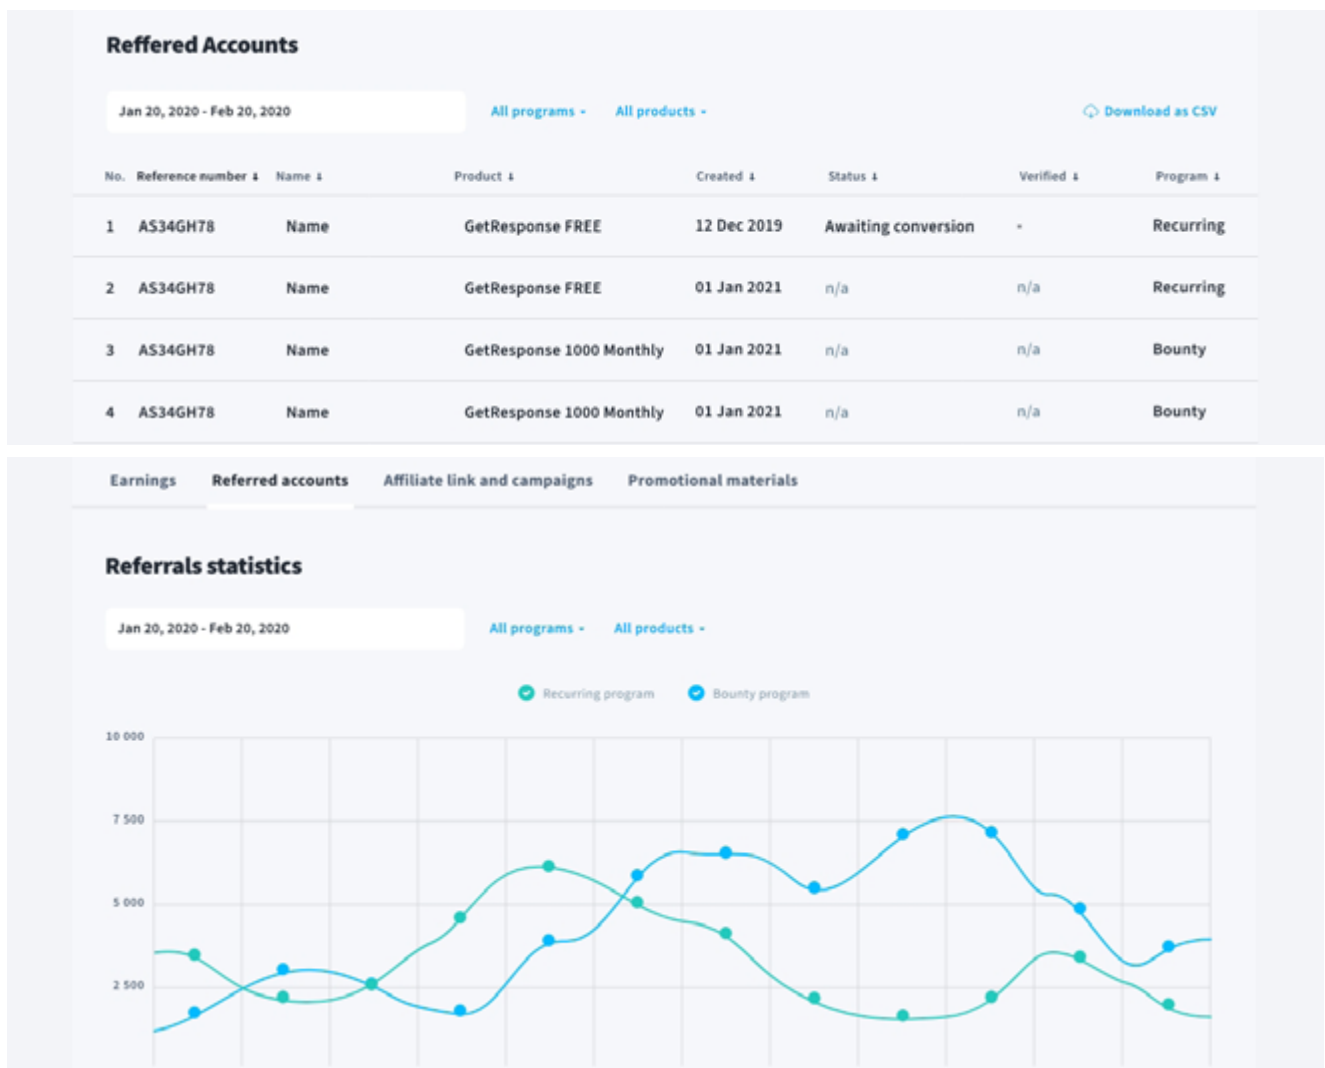 Reffered Accounts
Jan 20, 2020 - Feb 20, 2020 All programs All products Download as CSV
No. Reference number Name Product Created Status Verified Program
1 AS34GH78 Name GetResponse FREE 12 Dec 2019 Awaiting conversion - Recurring
2 AS34GH78 Name GetResponse FREE 01 Jan 2021 n/a n/a Recurring
3 AS34GH78 Name GetResponse 1000 Monthly 01 Jan 2021 n/a n/a Bounty
4 AS34GH78 Name GetResponse 1000 Monthly 01 Jan 2021 n/a n/a Bounty
Earnings Referred accounts Affiliate link and campaigns Promotional materials
Referrals statistics
Jan 20, 2020 - Feb 20, 2020 All programs All products
Recurring program Bounty program
10 000
7 500
5 000
2 500